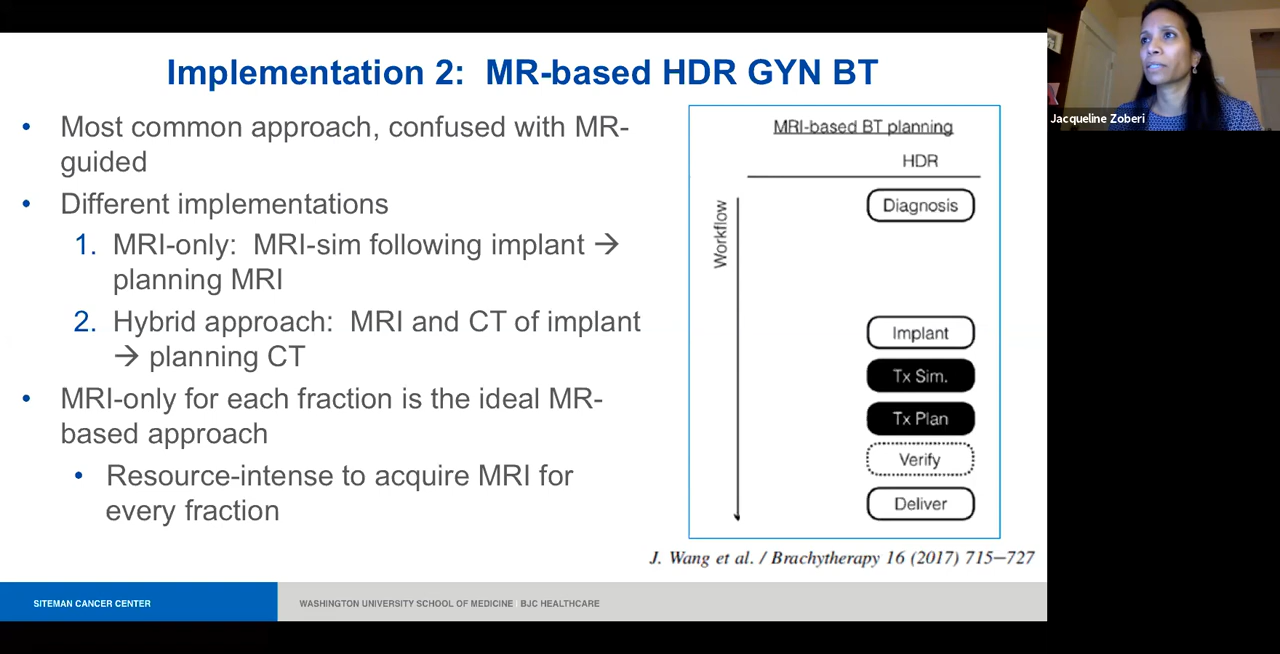 Implementation 2:  MR-based HDR GYN BT
• Most common approach, confused with MR-
guided
• Different implementations
1. MRI-only:  MRI-sim following implant →
planning MRI
2. Hybrid approach:  MRI and CT of implant
→ planning CT
• MRI-only for each fraction is the ideal MR-
based approach
• Resource-intense to acquire MRI for
every fraction
MRI-based BT planning
HDR
Workflow
Diagnosis
Implant
Tx Sim.
Tx Plan
Verify
Deliver
J. Wang et al. / Brachytherapy 16 (2017) 715–727
SITEMAN CANCER CENTER
WASHINGTON UNIVERSITY SCHOOL OF MEDICINE | BJC HEALTHCARE
Jacqueline Zoberi